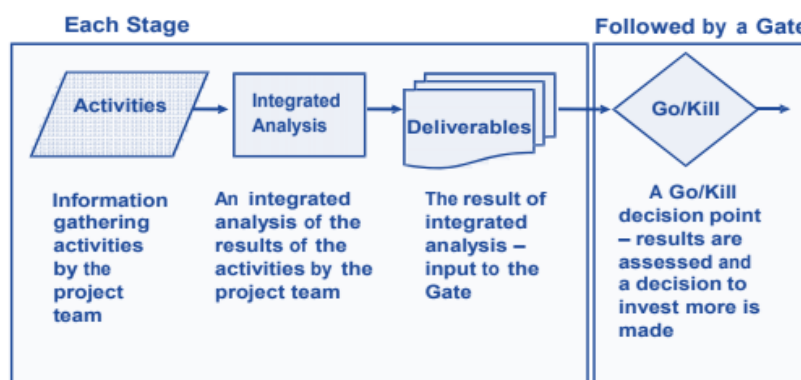 Each Stage
Followed by a Gate
Activities
Integrated
Analysis
Deliverables
Go/Kill
Information
gathering
activities
by the
project
team
An integrated
analysis of the
results of the
activities by the
project team
The result of
integrated
analysis –
input to the
Gate
A Go/Kill
decision point
– results are
assessed and
a decision to
invest more is
made